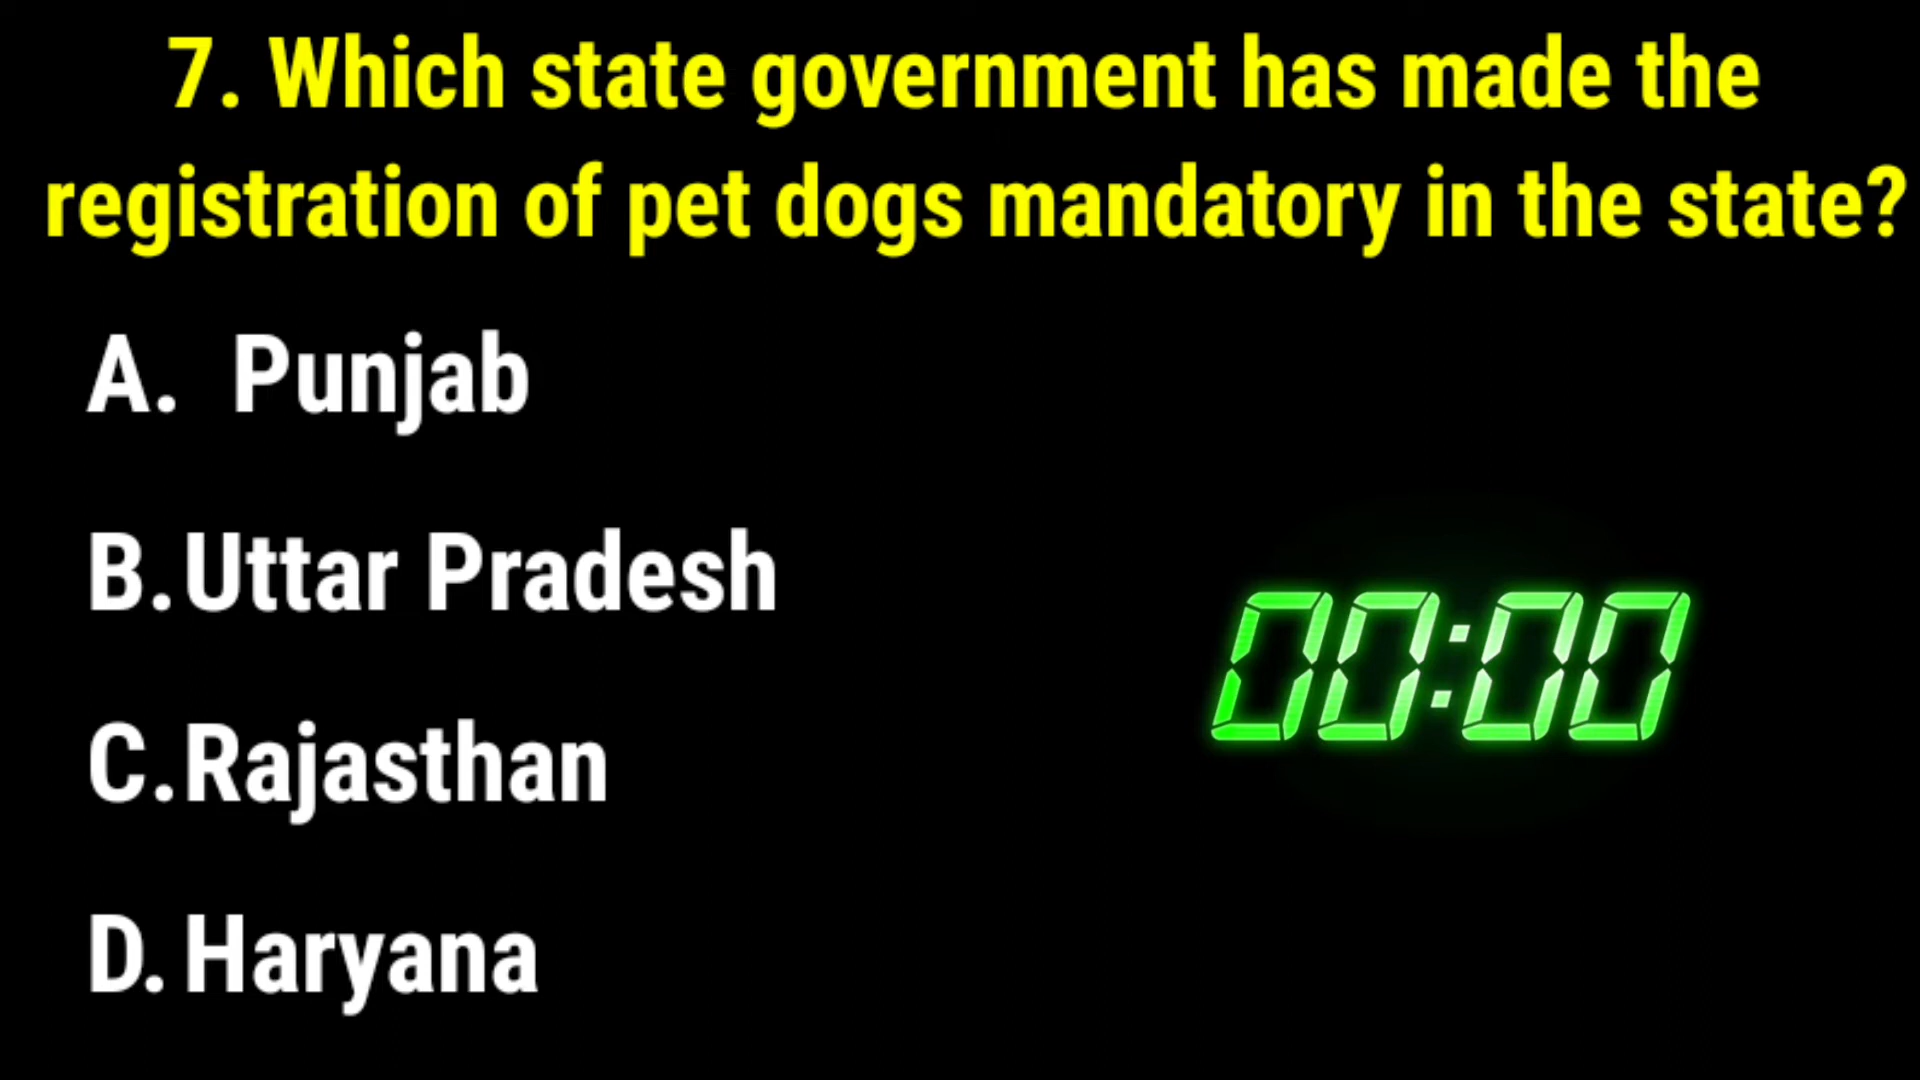 7. Which state government has made the
registration of pet dogs mandatory in the state?
A. Punjab
B. Uttar Pradesh
C. Rajasthan
D. Haryana
00:00